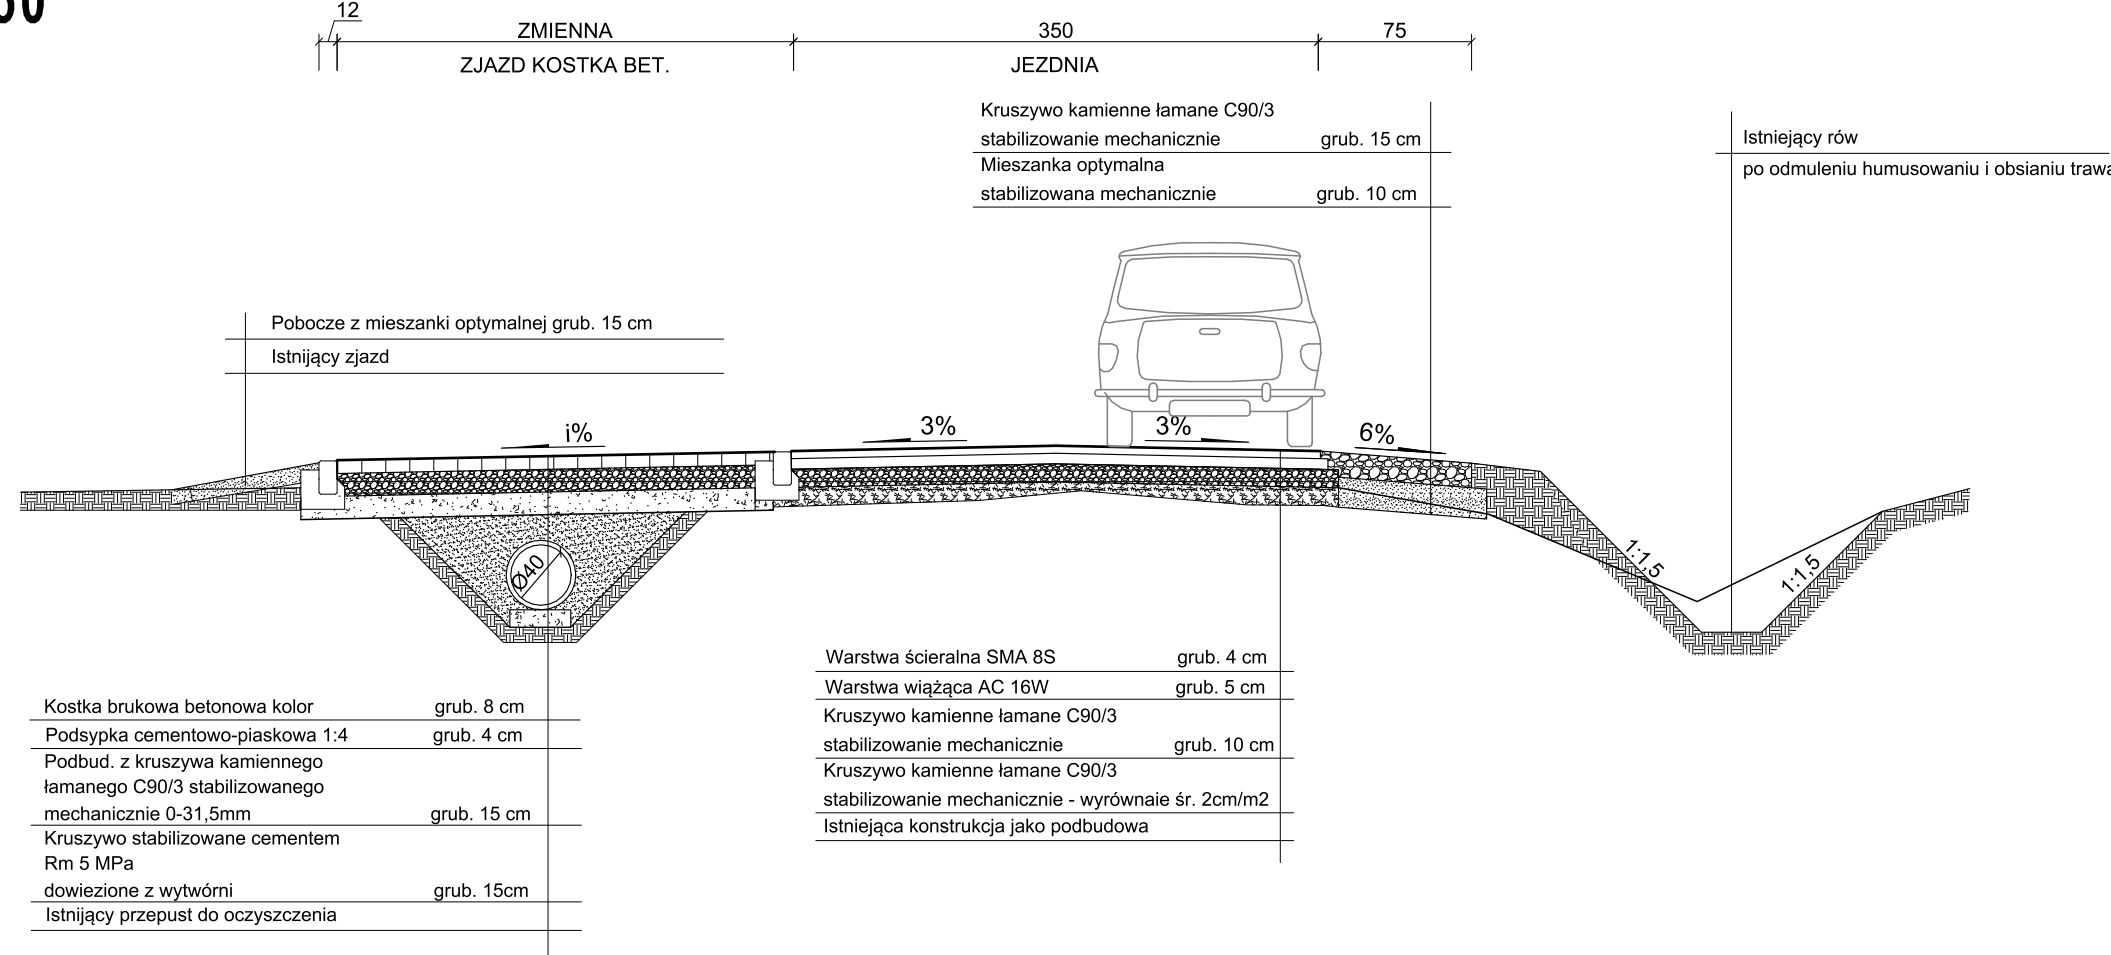 12
ZMIENNA
350
75
ZJAZD KOSTKA BET.
JEZDNIA
Kruszywo kamienne łamane C90/3
stabilizowanie mechanicznie grub. 15 cm
Mieszanka optymalna
stabilizowana mechanicznie grub. 10 cm
Istniejący rów
po odmuleniu humusowaniu i obsianiu
Pobocze z mieszanki optymalnej grub. 15 cm
Istnijący zjazd
i%
3%
3%
6%
Ø40
1:1,5
1:1,5
Kostka brukowa betonowa kolor grub. 8 cm
Podsypka cementowo-piaskowa 1:4 grub. 4 cm
Podbud. z kruszywa kamiennego
łamanego C90/3 stabilizowanego
mechanicznie 0-31,5mm grub. 15 cm
Kruszywo stabilizowane cementem
Rm 5 MPa
dowiezione z wytwórni grub. 15cm
Istnijący przepust do oczyszczenia
Warstwa ścieralna SMA 8S grub. 4 cm
Warstwa wiążąca AC 16W grub. 5 cm
Kruszywo kamienne łamane C90/3
stabilizowanie mechanicznie grub. 10 cm
Kruszywo kamienne łamane C90/3
stabilizowanie mechanicznie - wyrównaie śr. 2cm/m2
Istniejąca konstrukcja jako podbudowa